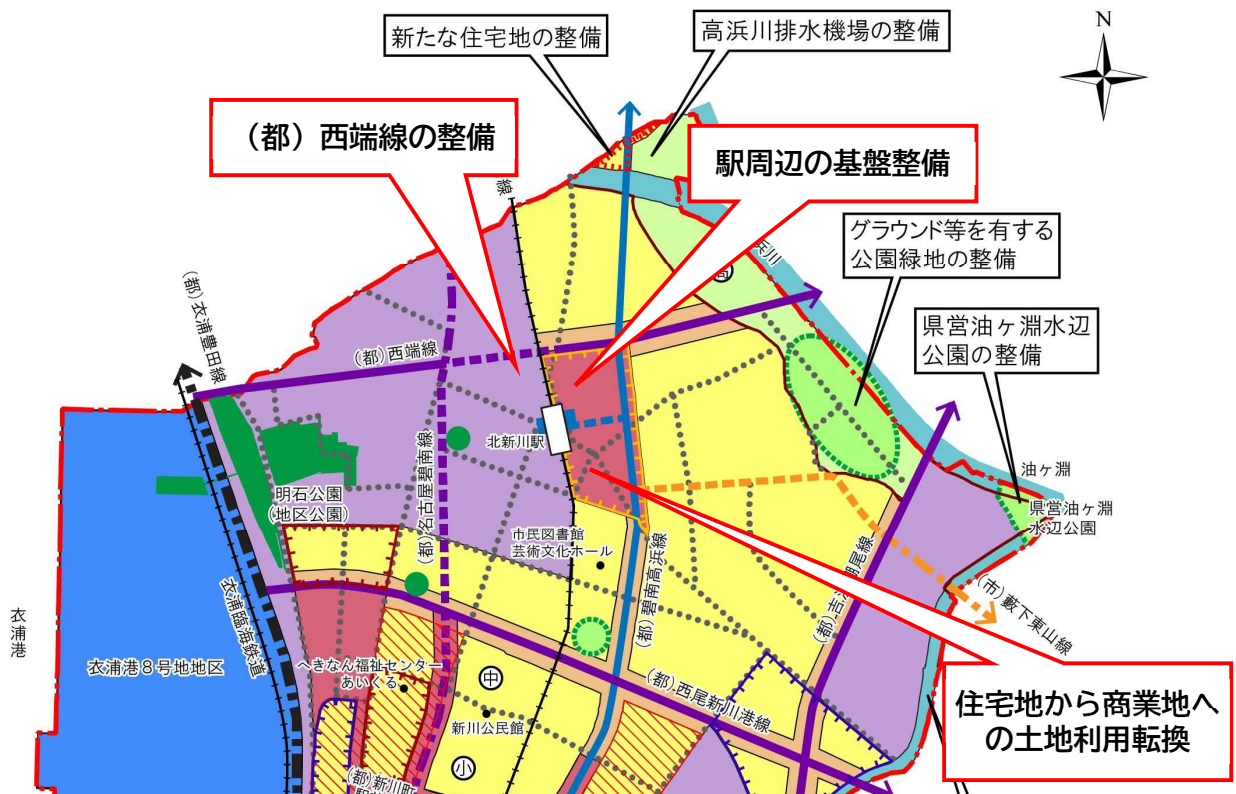 新たな住宅地の整備
高浜川排水機場の整備
N
(都)西端線の整備
駅周辺の基盤整備
線
グラウンド等を有する
公園緑地の整備
浜川
県営油ヶ淵水辺
公園の整備
(都)衣浦豊田線
(都)西端線
北新川駅
油ヶ淵
県営油ヶ淵
水辺公園
明石公園
(地区公園)
(都)名古屋碧南線
市民図書館
芸術文化ホール
(都)碧南高浜線
(市)藪下東山線
衣浦港
衣浦港8号地地区
衣浦臨海鉄道
へきなん福祉センター
あいくる
中
新川公民館
小
(都)西尾新川港線
住宅地から商業地へ
の土地利用転換
(都)新川町